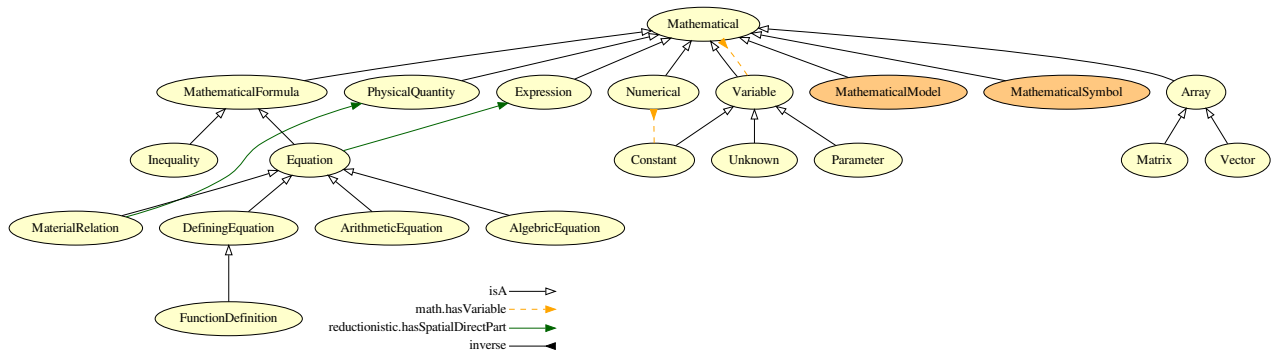 Mathematical
MathematicalFormula
PhysicalQuantity
Expression
Numerical
Variable
MathematicalModel
MathematicalSymbol
Array
Inequality
Equation
Constant
Unknown
Parameter
Matrix
Vector
MaterialRelation
DefiningEquation
ArithmeticEquation
AlgebricEquation
FunctionDefinition
isA
math.hasVariable
reductionistic.hasSpatialDirectPart
inverse